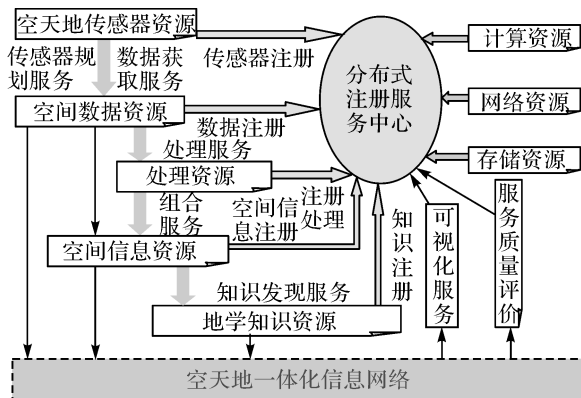 空天地传感器资源
传感器规
划服务
数据获
取服务
传感器注册
分布式
注册服
务中心
计算资源
空间数据资源
数据注册
网络资源
处理服务
处理资源
存储资源
组合
服务
空间信
息注册
注册
处理
知识注册
可视化服务
服务质量评价
空间信息资源
知识发现服务
地学知识资源
空天地一体化信息网络